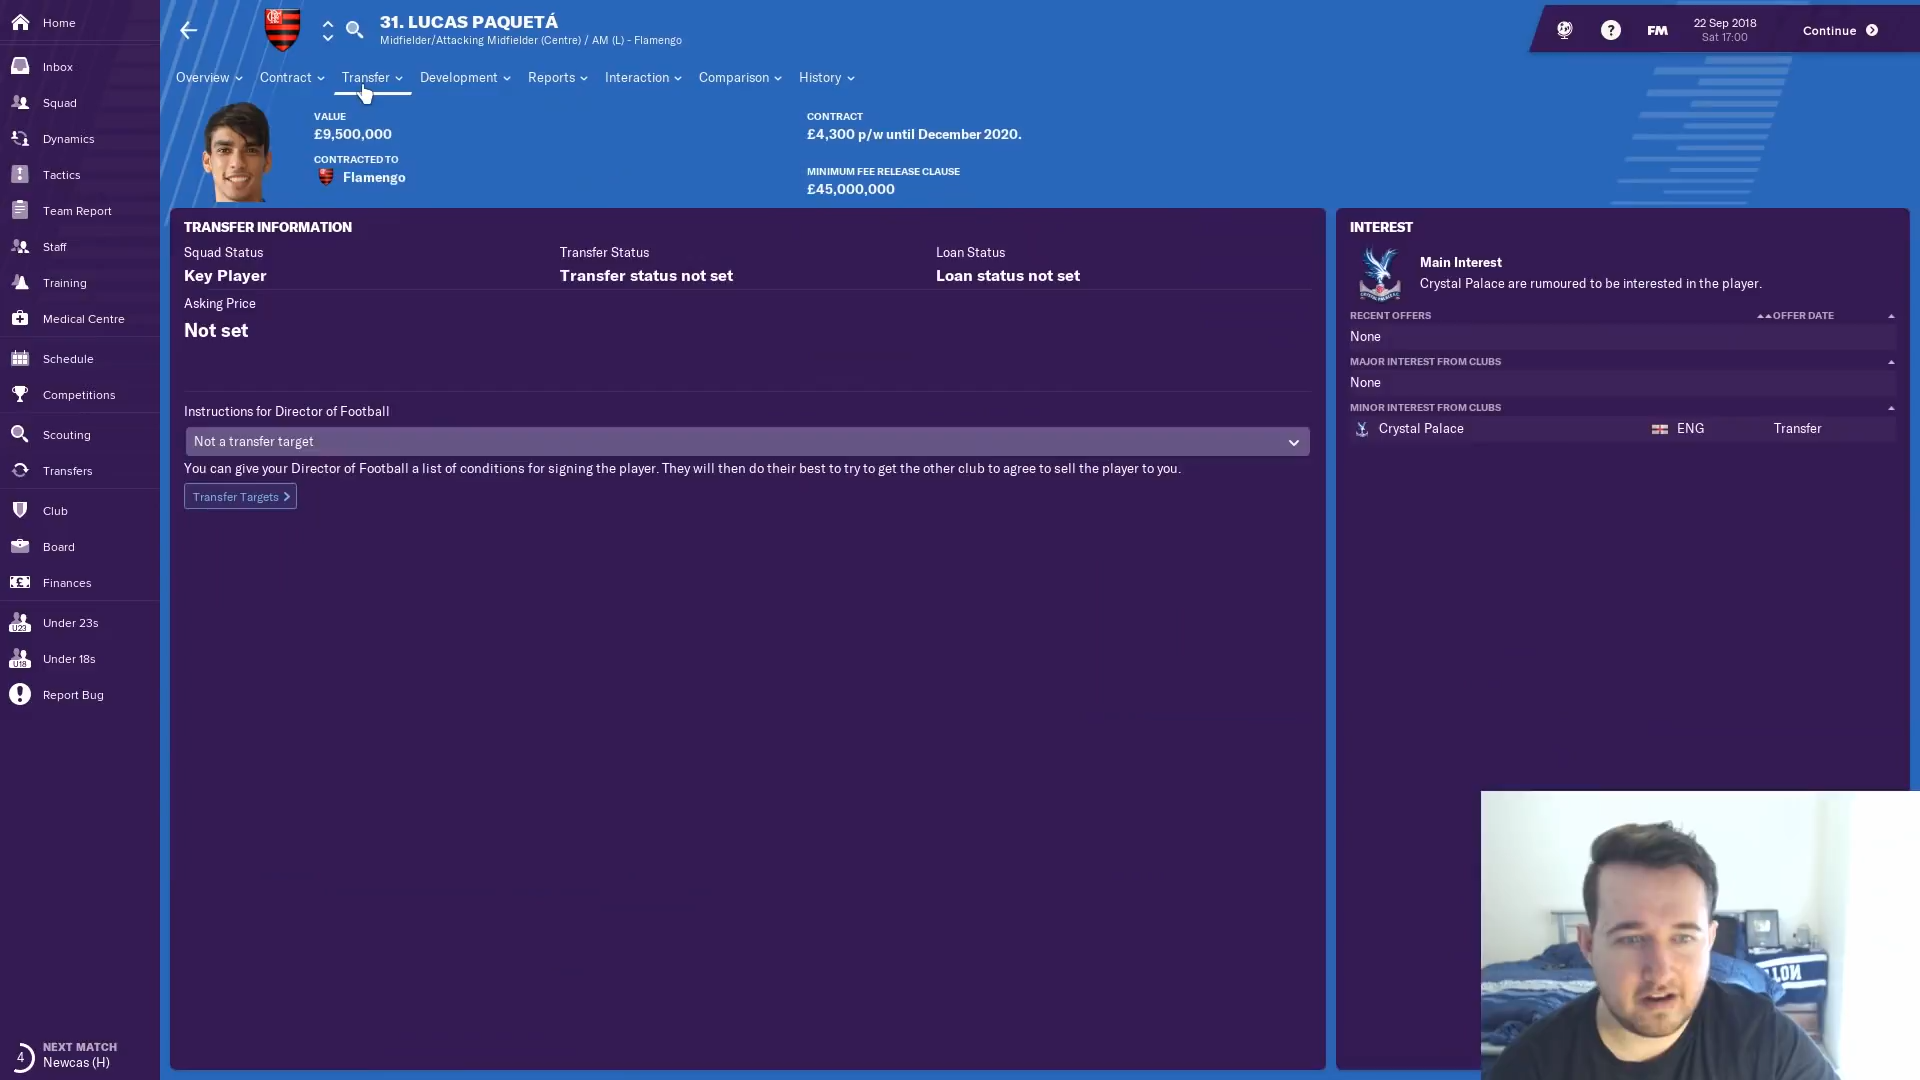 Home
Inbox
Squad
Dynamics
Tactics
Team Report
Staff
Training
Medical Centre
Schedule
Competitions
Scouting
Transfers
Club
Board
Finances
U23
Under 23s
U18
Under 18s
Report Bug
4
NEXT MATCH
Newcas (H)
31. LUCAS PAQUETÁ
Midfielder/Attacking Midfielder (Centre) / AM (L) - Flamengo
FM
22 Sep 2018
Sat 17:00
Continue
Overview
Contract
Transfer
Development
Reports
Interaction
Comparison
History
VALUE
£9,500,000
CONTRACTED TO
Flamengo
CONTRACT
£4,300 p/w until December 2020.
MINIMUM FEE RELEASE CLAUSE
£45,000,000
TRANSFER INFORMATION
Squad Status
Key Player
Transfer Status
Transfer status not set
Loan Status
Loan status not set
Asking Price
Not set
Instructions for Director of Football
Not a transfer target
You can give your Director of Football a list of conditions for signing the player. They will then do their best to try to get the other club to agree to sell the player to you.
Transfer Targets
INTEREST
Main Interest
Crystal Palace are rumoured to be interested in the player.
RECENT OFFERS
OFFER DATE
None
MAJOR INTEREST FROM CLUBS
None
MINOR INTEREST FROM CLUBS
Crystal Palace
ENG
Transfer